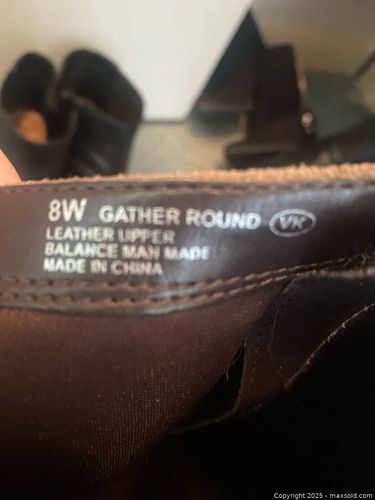 8W GATHER ROUND VK
LEATHER UPPER
BALANCE MAN MADE
MADE IN CHINA
Copyright 2025 - maxsold.com